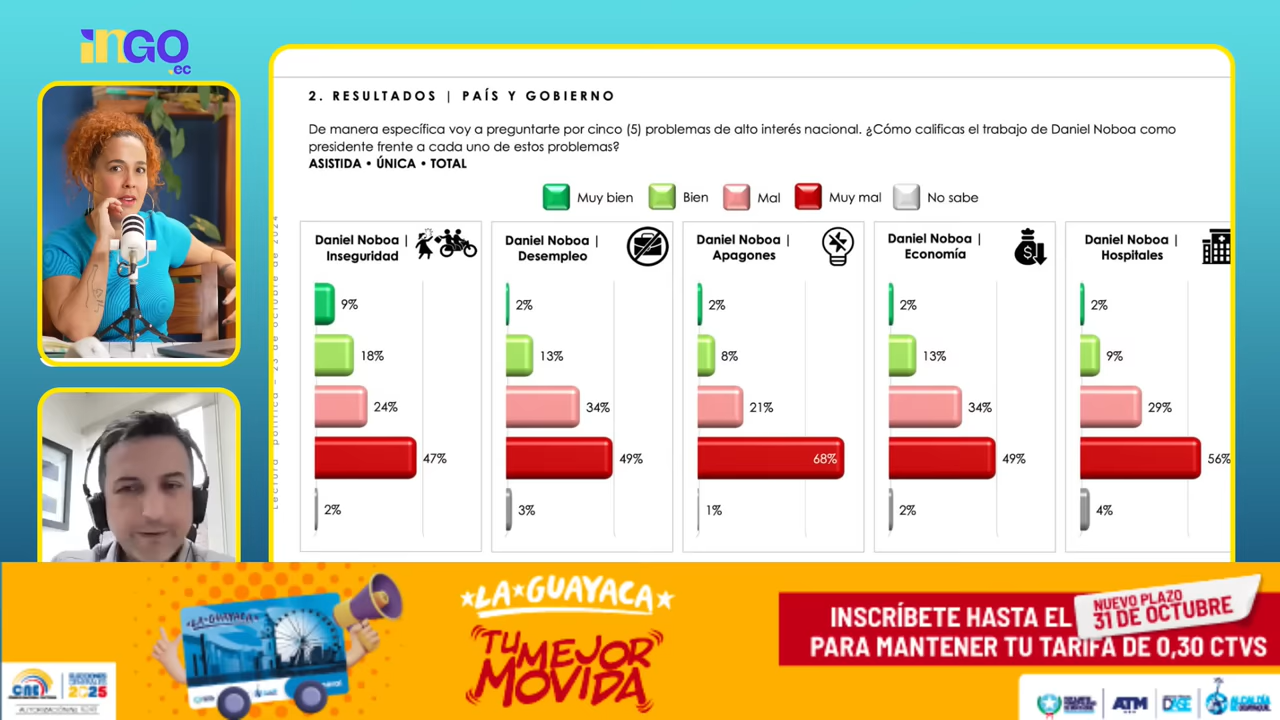 inGO
.ec
2. RESULTADOS | PAÍS Y GOBIERNO
De manera específica voy a preguntarte por cinco (5) problemas de alto interés nacional. ¿Cómo calificas el trabajo de Daniel Noboa como
presidente frente a cada uno de estos problemas?
ASISTIDA • ÚNICA • TOTAL
Muy bien
Bien
Mal
Muy mal
No sabe
Daniel Noboa |
Inseguridad
9%
18%
24%
47%
2%
Daniel Noboa |
Desempleo
2%
13%
34%
49%
3%
Daniel Noboa |
Apagones
2%
8%
21%
68%
1%
Daniel Noboa |
Economía
2%
13%
34%
49%
2%
Daniel Noboa |
Hospitales
2%
9%
29%
56%
4%
LA GUAYACA
LA GUAYACA
TU MEJOR
MOVIDA
INSCRÍBETE HASTA EL
NUEVO PLAZO
31 DE OCTUBRE
PARA MANTENER TU TARIFA DE 0,30 CTVS
CNE
2025
ATM
ALCALDÍA